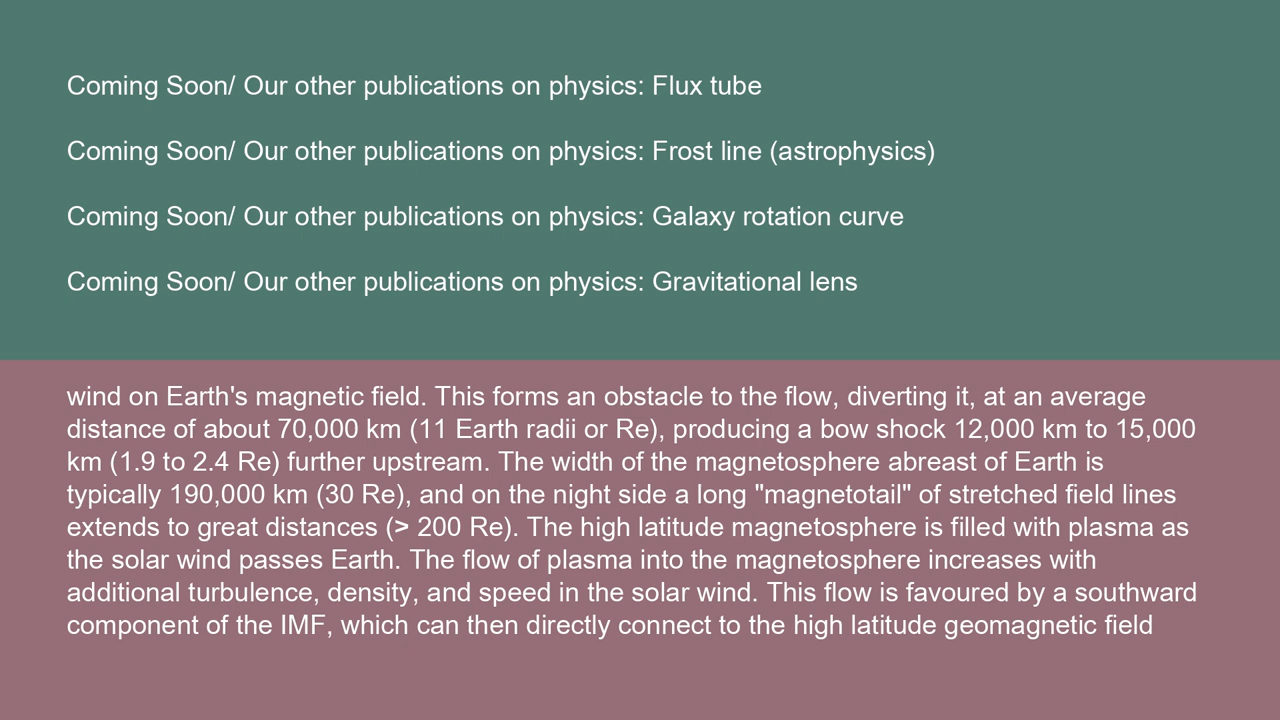 Coming Soon/ Our other publications on physics: Flux tube
Coming Soon/ Our other publications on physics: Frost line (astrophysics)
Coming Soon/ Our other publications on physics: Galaxy rotation curve
Coming Soon/ Our other publications on physics: Gravitational lens
wind on Earth's magnetic field. This forms an obstacle to the flow, diverting it, at an average
distance of about 70,000 km (11 Earth radii or Re), producing a bow shock 12,000 km to 15,000
km (1.9 to 2.4 Re) further upstream. The width of the magnetosphere abreast of Earth is
typically 190,000 km (30 Re), and on the night side a long "magnetotail" of stretched field lines
extends to great distances (> 200 Re). The high latitude magnetosphere is filled with plasma as
the solar wind passes Earth. The flow of plasma into the magnetosphere increases with
additional turbulence, density, and speed in the solar wind. This flow is favoured by a southward
component of the IMF, which can then directly connect to the high latitude geomagnetic field